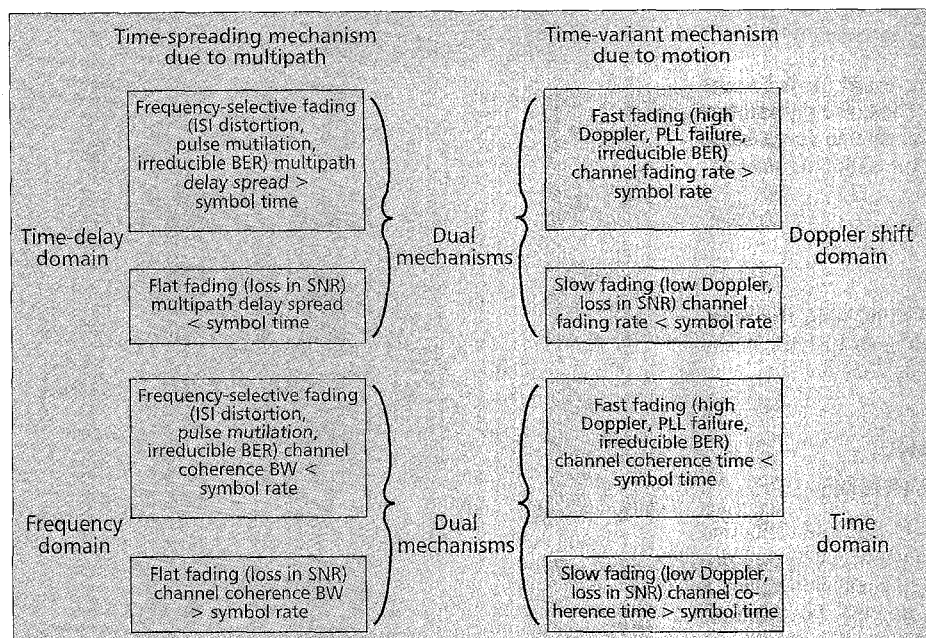 Time-spreading mechanism
due to multipath
Time-variant mechanism
due to motion
Time-delay
domain
Frequency-selective fading
(ISI distortion,
pulse mutilation,
irreducible BER) multipath
delay spread >
symbol time
Flat fading (loss in SNR)
multipath delay spread
< symbol time
Dual
mechanisms
Fast fading (high
Doppler, PLL failure,
irreducible BER)
channel fading rate >
symbol rate
Slow fading (low Doppler,
loss in SNR) channel
fading rate < symbol rate
Doppler shift
domain
Frequency
domain
Frequency-selective fading
(ISI distortion,
pulse mutilation,
irreducible BER) channel
coherence BW <
symbol rate
Flat fading (loss in SNR)
channel coherence BW
> symbol rate
Dual
mechanisms
Fast fading (high
Doppler, PLL failure,
irreducible BER)
channel coherence time <
symbol time
Slow fading (low Doppler,
loss in SNR) channel co-
herence time > symbol time
Time
domain